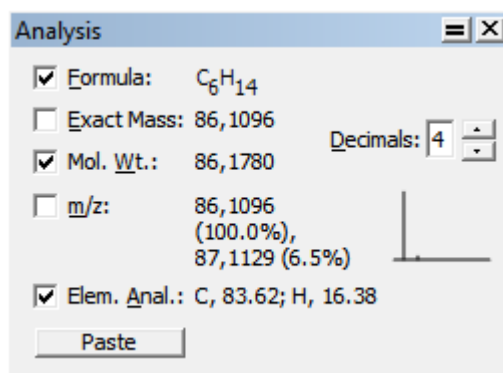 Analysis
Formula: C6H14
Exact Mass: 86,1096
Decimals: 4
Mol. Wt.: 86,1780
m/z: 86,1096
(100.0%),
87,1129 (6.5%)
Elem. Anal.: C, 83.62; H, 16.38
Paste